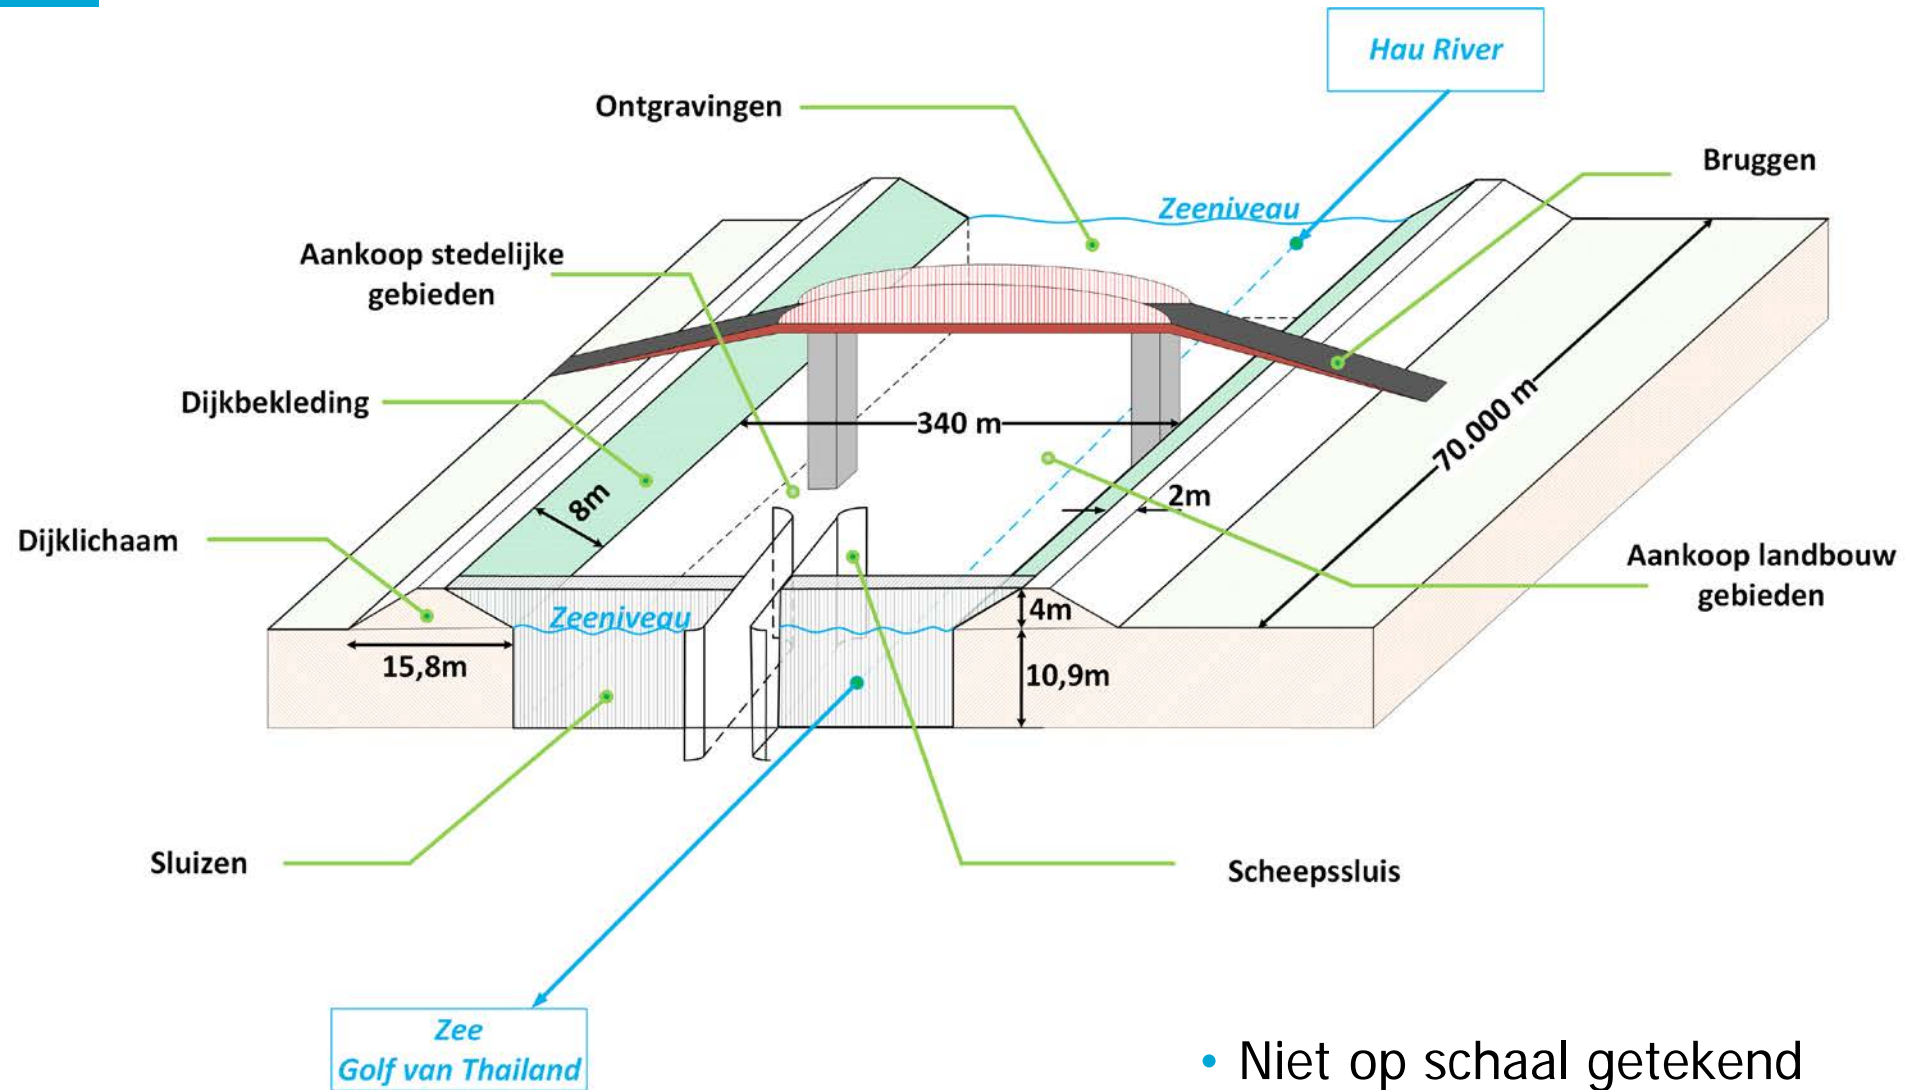 Hau River
Ontgravingen
Bruggen
Zeeniveau
Aankoop stedelijke
gebieden
Dijkbekleding
340 m
70.000 m
8m
2m
Dijklichaam
Aankoop landbouw
gebieden
4m
Zeeniveau
15,8m
10,9m
Sluizen
Scheepssluis
Zee
Golf van Thailand
• Niet op schaal getekend